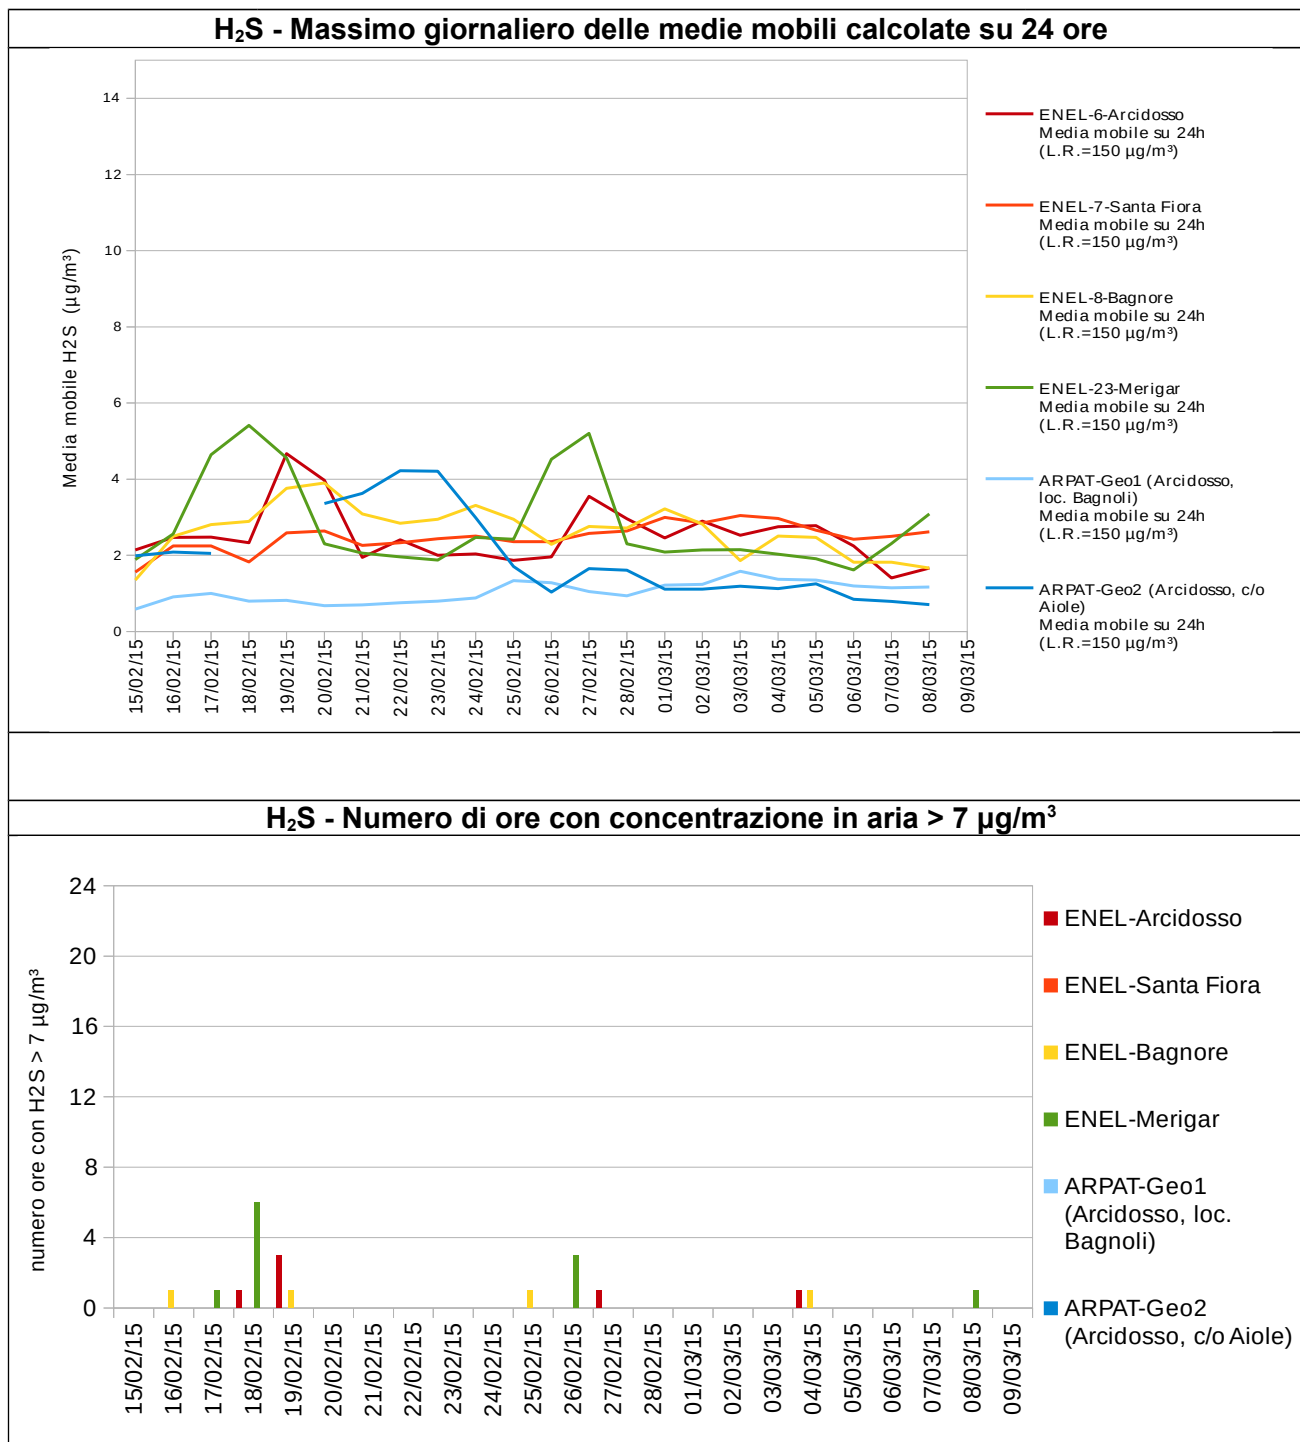 H₂S - Massimo giornaliero delle medie mobili calcolate su 24 ore
Media mobile H2S (µg/m³)
14
12
10
8
6
4
2
0
15/02/15
16/02/15
17/02/15
18/02/15
19/02/15
20/02/15
21/02/15
22/02/15
23/02/15
24/02/15
25/02/15
26/02/15
27/02/15
28/02/15
01/03/15
02/03/15
03/03/15
04/03/15
05/03/15
06/03/15
07/03/15
08/03/15
09/03/15
ENEL-6-Arcidosso
Media mobile su 24h
(L.R.=150 µg/m³)
ENEL-7-Santa Fiora
Media mobile su 24h
(L.R.=150 µg/m³)
ENEL-8-Bagnore
Media mobile su 24h
(L.R.=150 µg/m³)
ENEL-23-Merigar
Media mobile su 24h
(L.R.=150 µg/m³)
ARPAT-Geo1 (Arcidosso,
loc. Bagnoli)
Media mobile su 24h
(L.R.=150 µg/m³)
ARPAT-Geo2 (Arcidosso, c/o
Aiole)
Media mobile su 24h
(L.R.=150 µg/m³)
H₂S - Numero di ore con concentrazione in aria > 7 µg/m³
numero ore con H2S > 7 µg/m³
24
20
16
12
8
4
0
15/02/15
16/02/15
17/02/15
18/02/15
19/02/15
20/02/15
21/02/15
22/02/15
23/02/15
24/02/15
25/02/15
26/02/15
27/02/15
28/02/15
01/03/15
02/03/15
03/03/15
04/03/15
05/03/15
06/03/15
07/03/15
08/03/15
09/03/15
ENEL-Arcidosso
ENEL-Santa Fiora
ENEL-Bagnore
ENEL-Merigar
ARPAT-Geo1
(Arcidosso, loc.
Bagnoli)
ARPAT-Geo2
(Arcidosso, c/o Aiole)